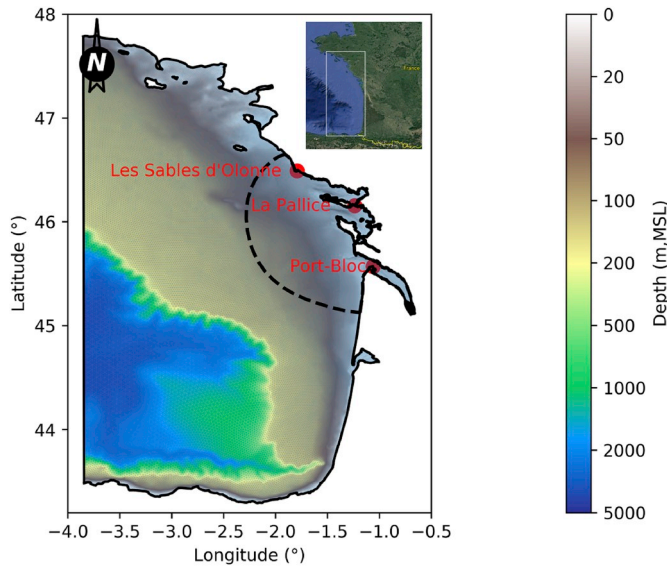 48
47
46
45
44
Latitude (°)
N
France
Les Sables d'Olonne
La Pallice
Port-Bloc
−4.0 −3.5 −3.0 −2.5 −2.0 −1.5 −1.0 −0.5
Longitude (°)
0
20
50
100
200
500
1000
2000
5000
Depth (m,MSL)